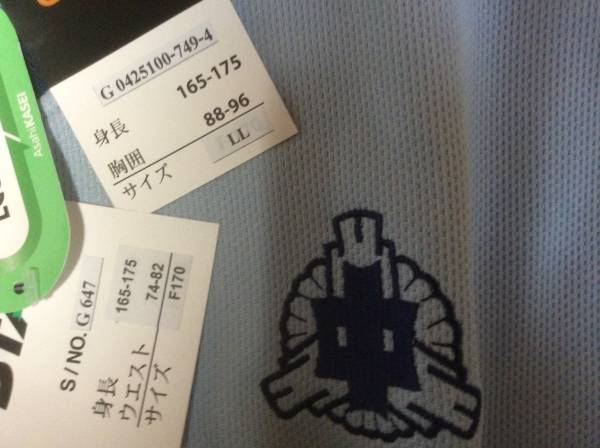 G 0425100-749-4
身長 165-175
胸囲 88-96
サイズ LL
AsahiKASEI
S/NO. G 647
身長 165-175
ウエスト 74-82
サイズ F170
中